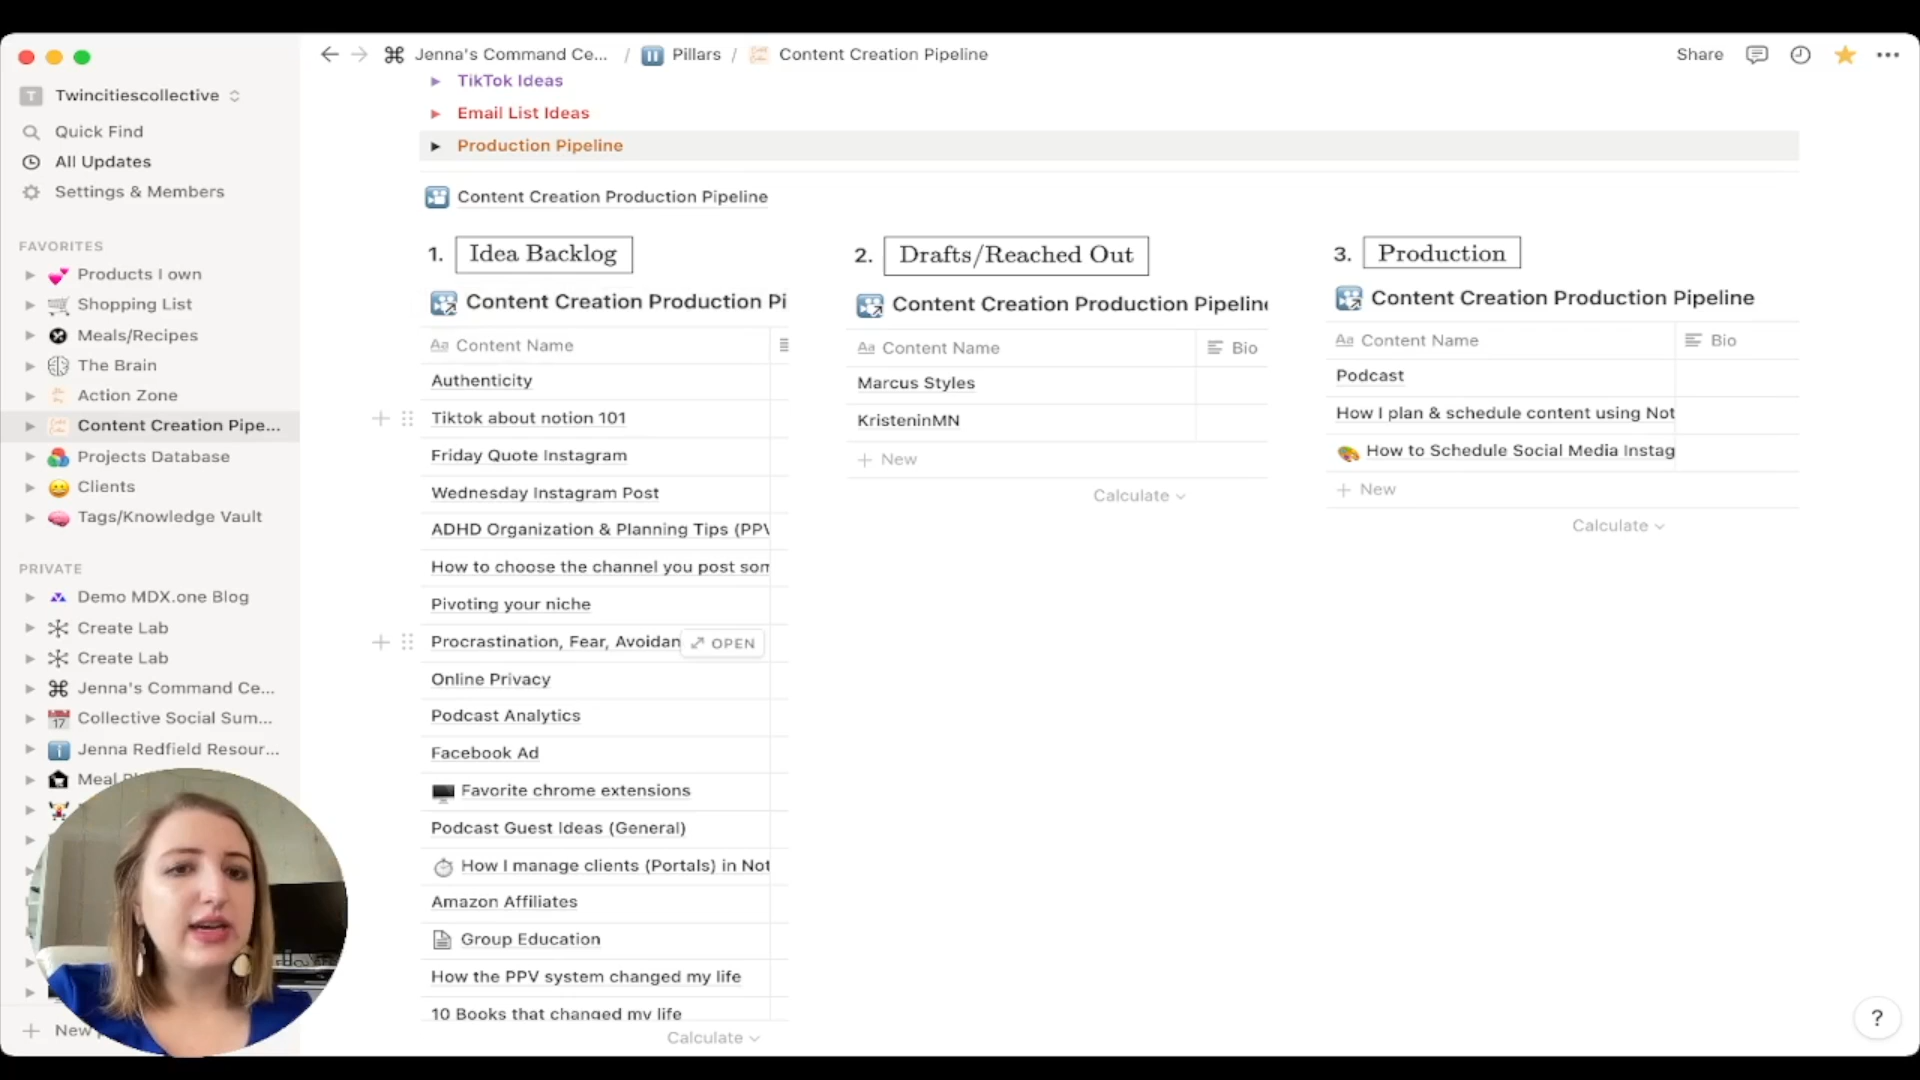 Jenna's Command Ce... / Pillars / Content Creation Pipeline
Share
T Twincitiescollective
Quick Find
All Updates
Settings & Members
FAVORITES
Products I own
Shopping List
Meals/Recipes
The Brain
Action Zone
Content Creation Pipe...
Projects Database
Clients
Tags/Knowledge Vault
PRIVATE
Demo MDX.one Blog
Create Lab
Create Lab
Jenna's Command Ce...
17 Collective Social Sum...
Jenna Redfield Resour...
Meal
New
TikTok Ideas
Email List Ideas
Production Pipeline
Content Creation Production Pipeline
1. Idea Backlog
Content Creation Production Pi
Aa Content Name
Authenticity
Tiktok about notion 101
Friday Quote Instagram
Wednesday Instagram Post
ADHD Organization & Planning Tips (PPV
How to choose the channel you post som
Pivoting your niche
Procrastination, Fear, Avoidan OPEN
Online Privacy
Podcast Analytics
Facebook Ad
Favorite chrome extensions
Podcast Guest Ideas (General)
How I manage clients (Portals) in Not
Amazon Affiliates
Group Education
How the PPV system changed my life
10 Books that changed my life
Calculate
2. Drafts/Reached Out
Content Creation Production Pipeline
Aa Content Name Bio
Marcus Styles
KristeninMN
+ New
Calculate
3. Production
Content Creation Production Pipeline
Aa Content Name Bio
Podcast
How I plan & schedule content using Not
How to Schedule Social Media Instag
+ New
Calculate
?